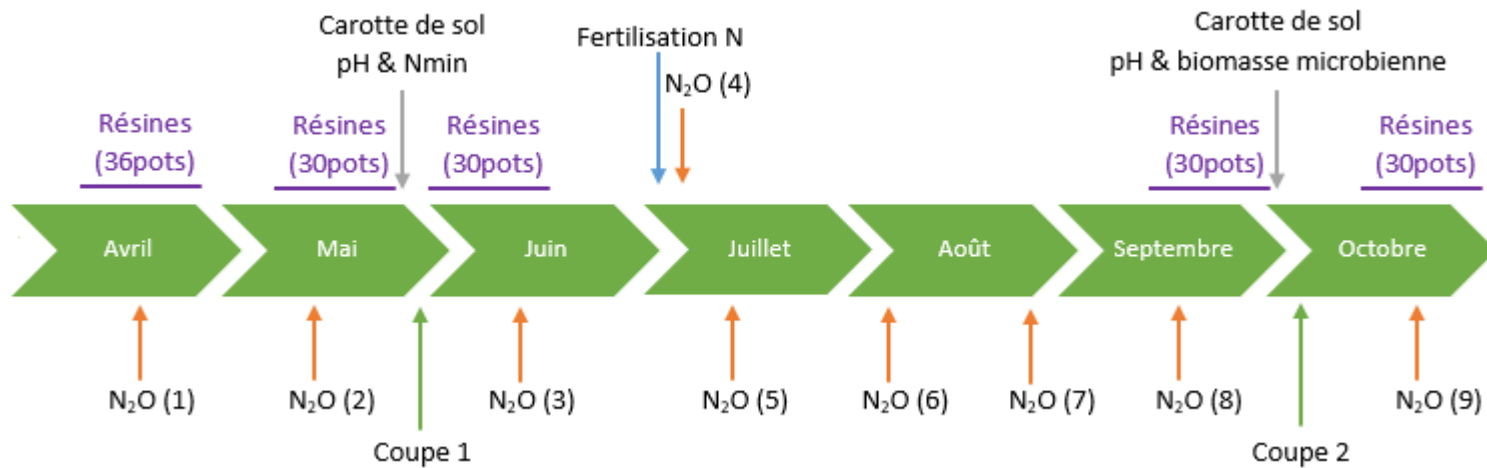 Carotte de sol
pH & Nmin
Fertilisation N
N₂O (4)
Carotte de sol
pH & biomasse microbienne
Résines
(36pots)
Résines
(30pots)
Résines
(30pots)
Résines
(30pots)
Résines
(30pots)
Avril
Mai
Juin
Juillet
Août
Septembre
Octobre
N₂O (1)
N₂O (2)
N₂O (3)
N₂O (5)
N₂O (6)
N₂O (7)
N₂O (8)
N₂O (9)
Coupe 1
Coupe 2